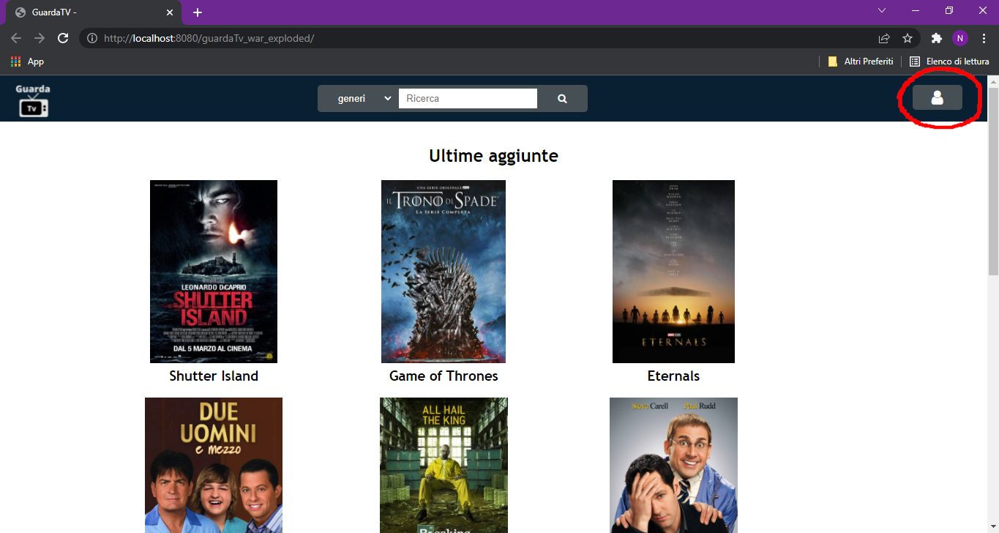 GuardaTV -
http://localhost:8080/guardaTv_war_exploded/
N
App
Altri Preferiti
Elenco di lettura
Guarda
Tv
generi
Ricerca
Ultime aggiunte
LEONARDO DiCAPRIO
SHUTTER
ISLAND
DAL 5 MARZO AL CINEMA
Shutter Island
UNA SERIE ORIGINALE HBO
IL TRONO DI SPADE
LA SERIE COMPLETA
Game of Thrones
ETERNALS
Eternals
DUE
UOMINI
e mezzo
ALL HAIL
THE KING
Breaking
Steve Carell Paul Rudd